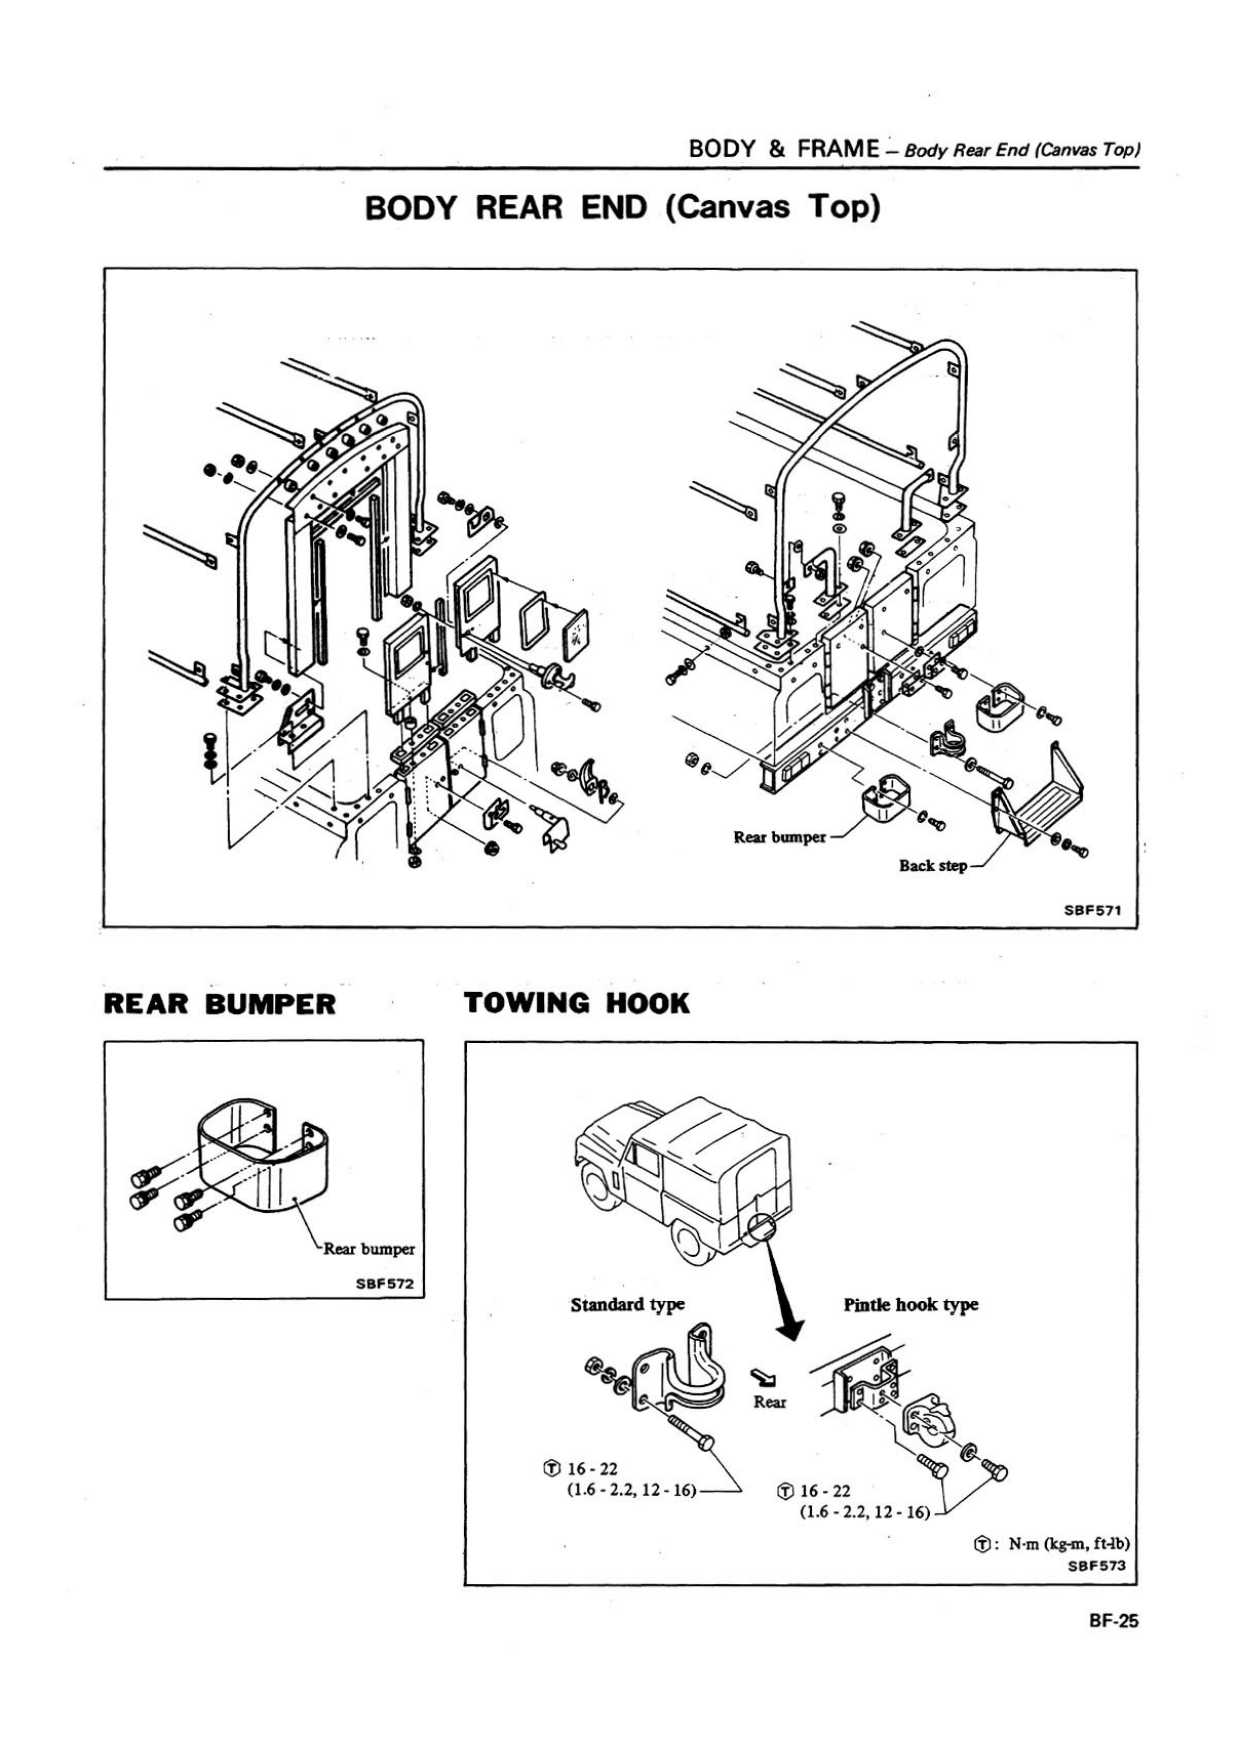 BODY & FRAME – Body Rear End (Canvas Top)
BODY REAR END (Canvas Top)
Rear bumper
Back step
SBF571
REAR BUMPER
Rear bumper
SBF572
TOWING HOOK
Standard type
Pintle hook type
Rear
Ⓣ 16 - 22
(1.6 - 2.2, 12 - 16)
Ⓣ 16 - 22
(1.6 - 2.2, 12 - 16)
Ⓣ : N·m (kg-m, ft-lb)
SBF573
BF-25